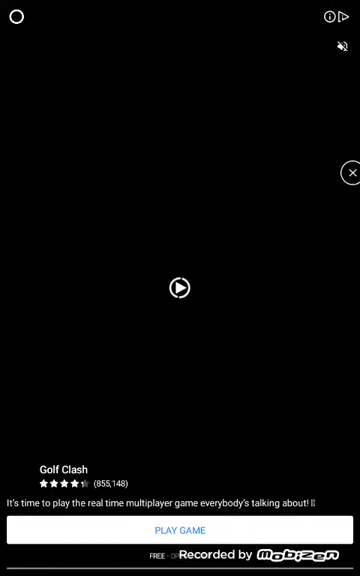 Golf Clash
(855,148)
It's time to play the real time multiplayer game everybody's talking about!
PLAY GAME
FREE
Recorded by mobizen